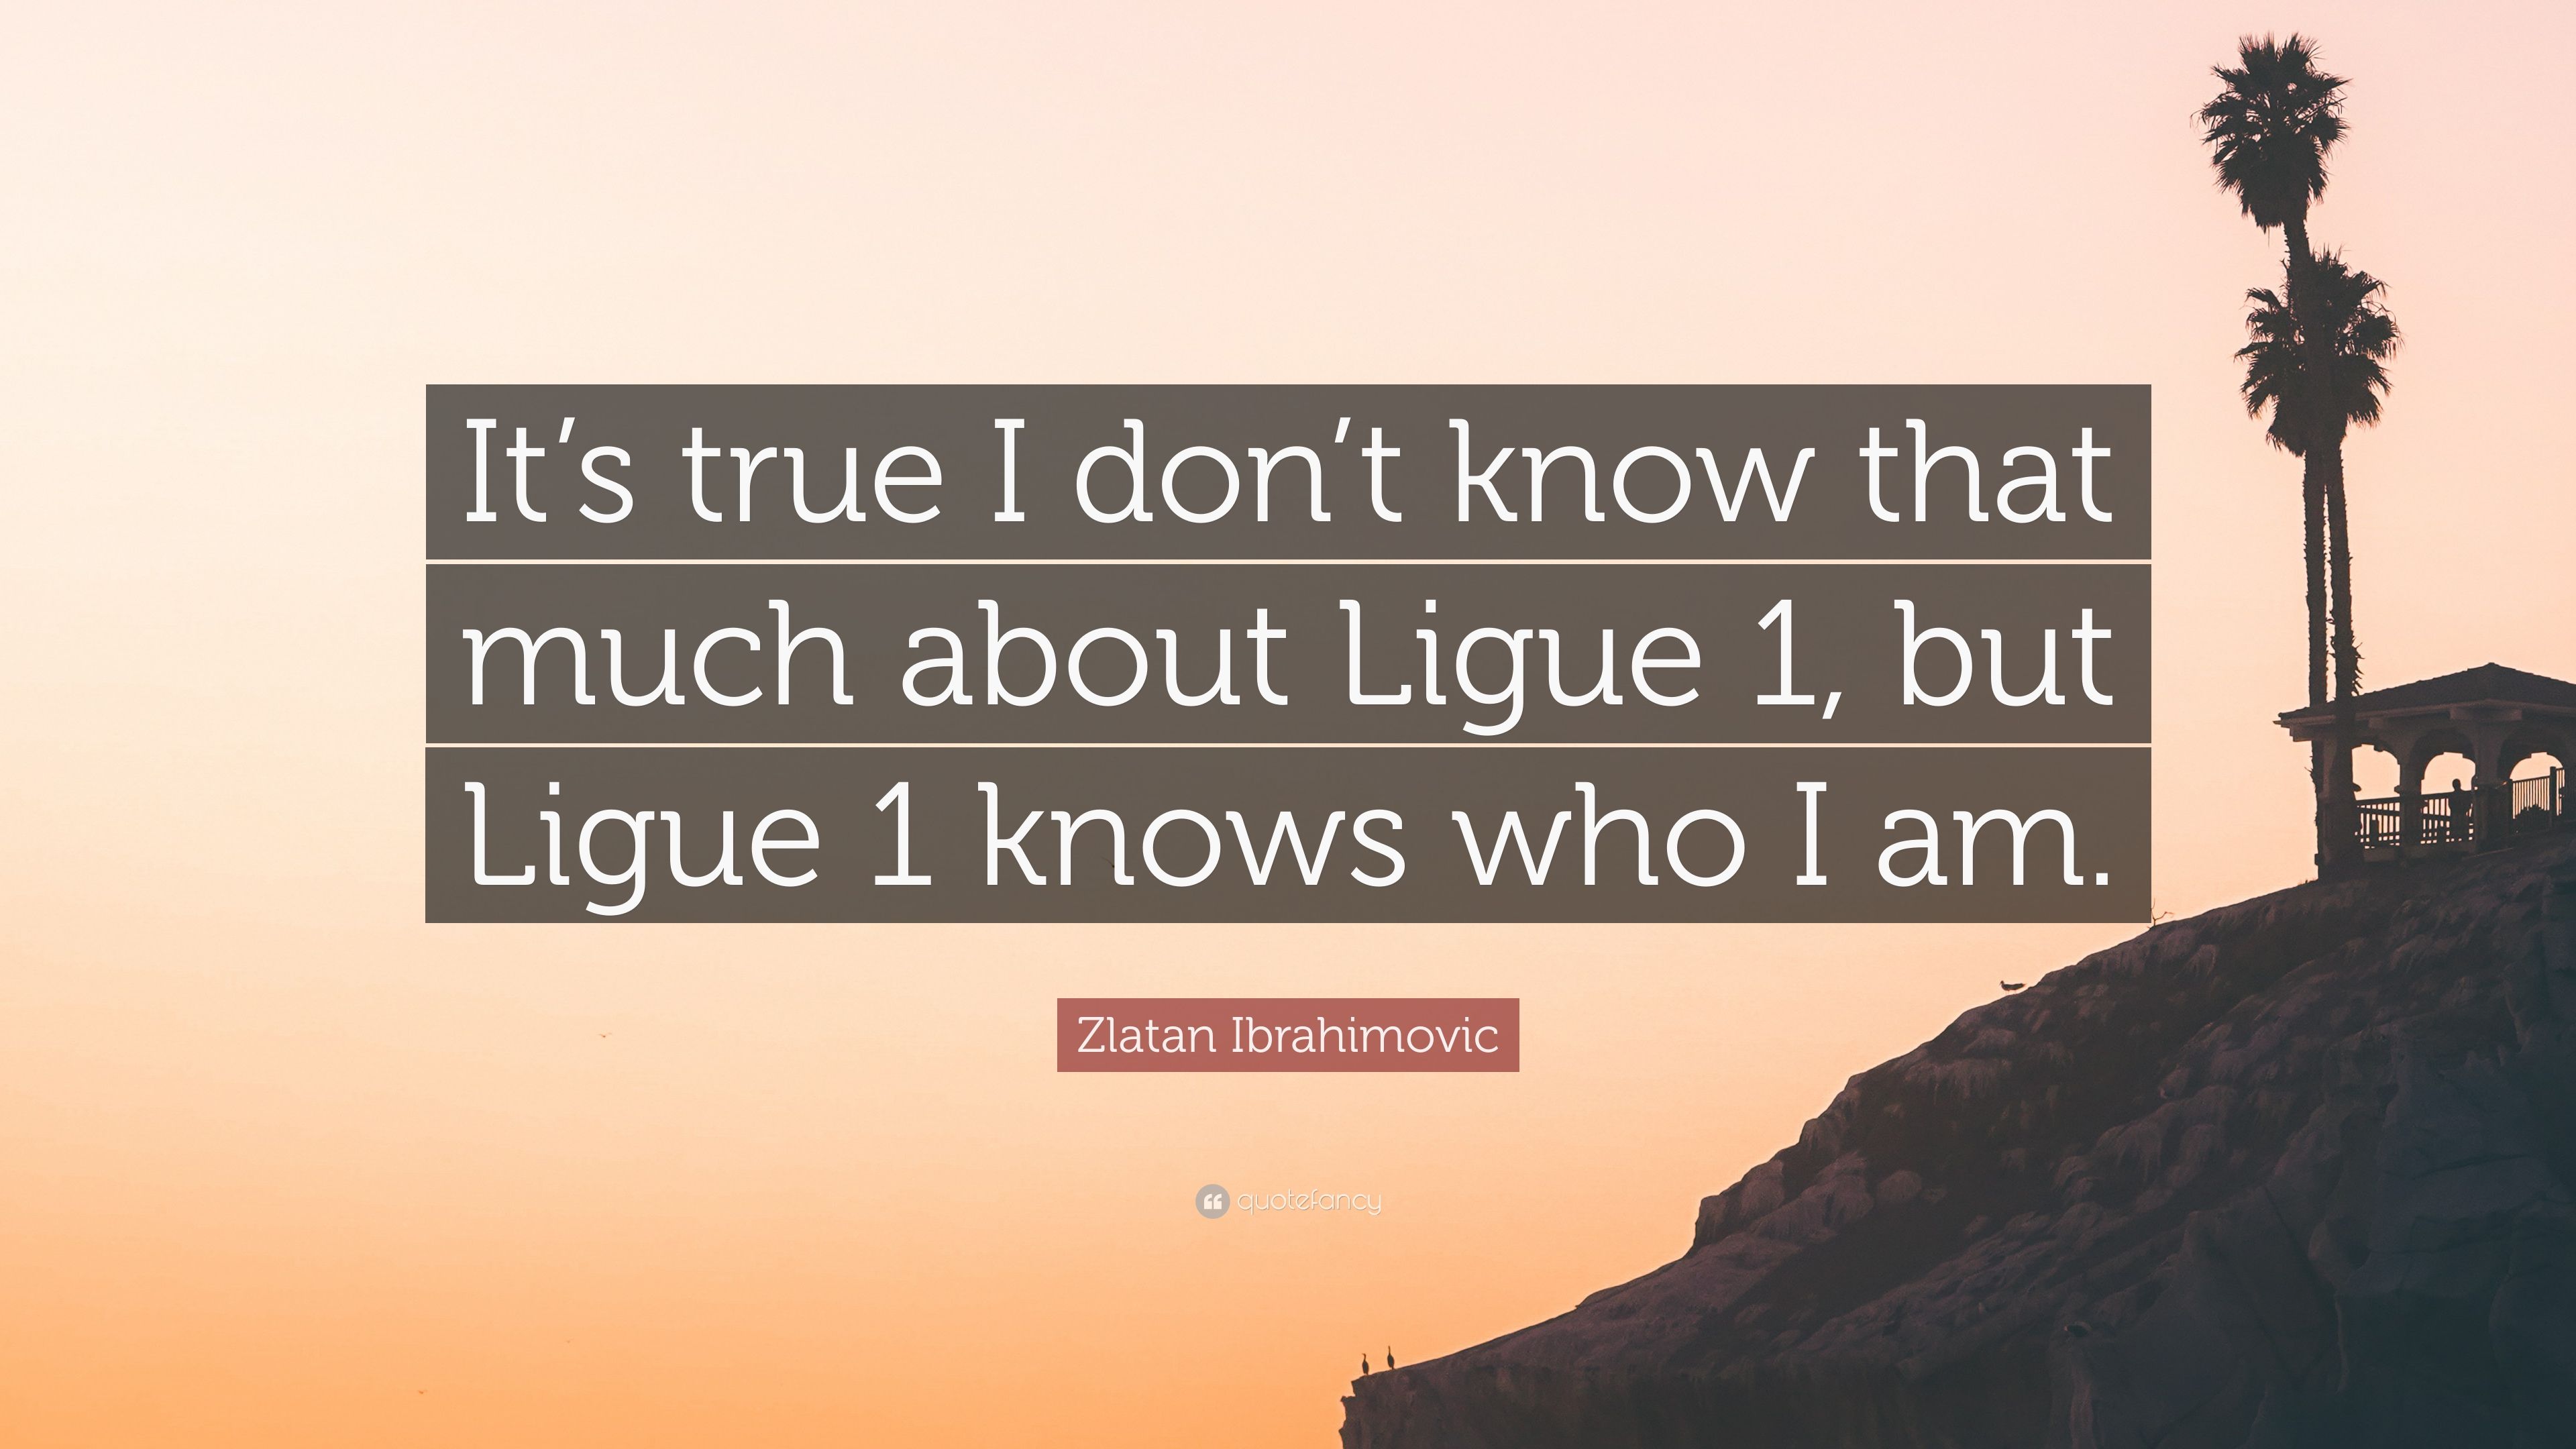 It’s true I don’t know that
much about Ligue 1, but
Ligue 1 knows who I am.
Zlatan Ibrahimovic
quotefancy